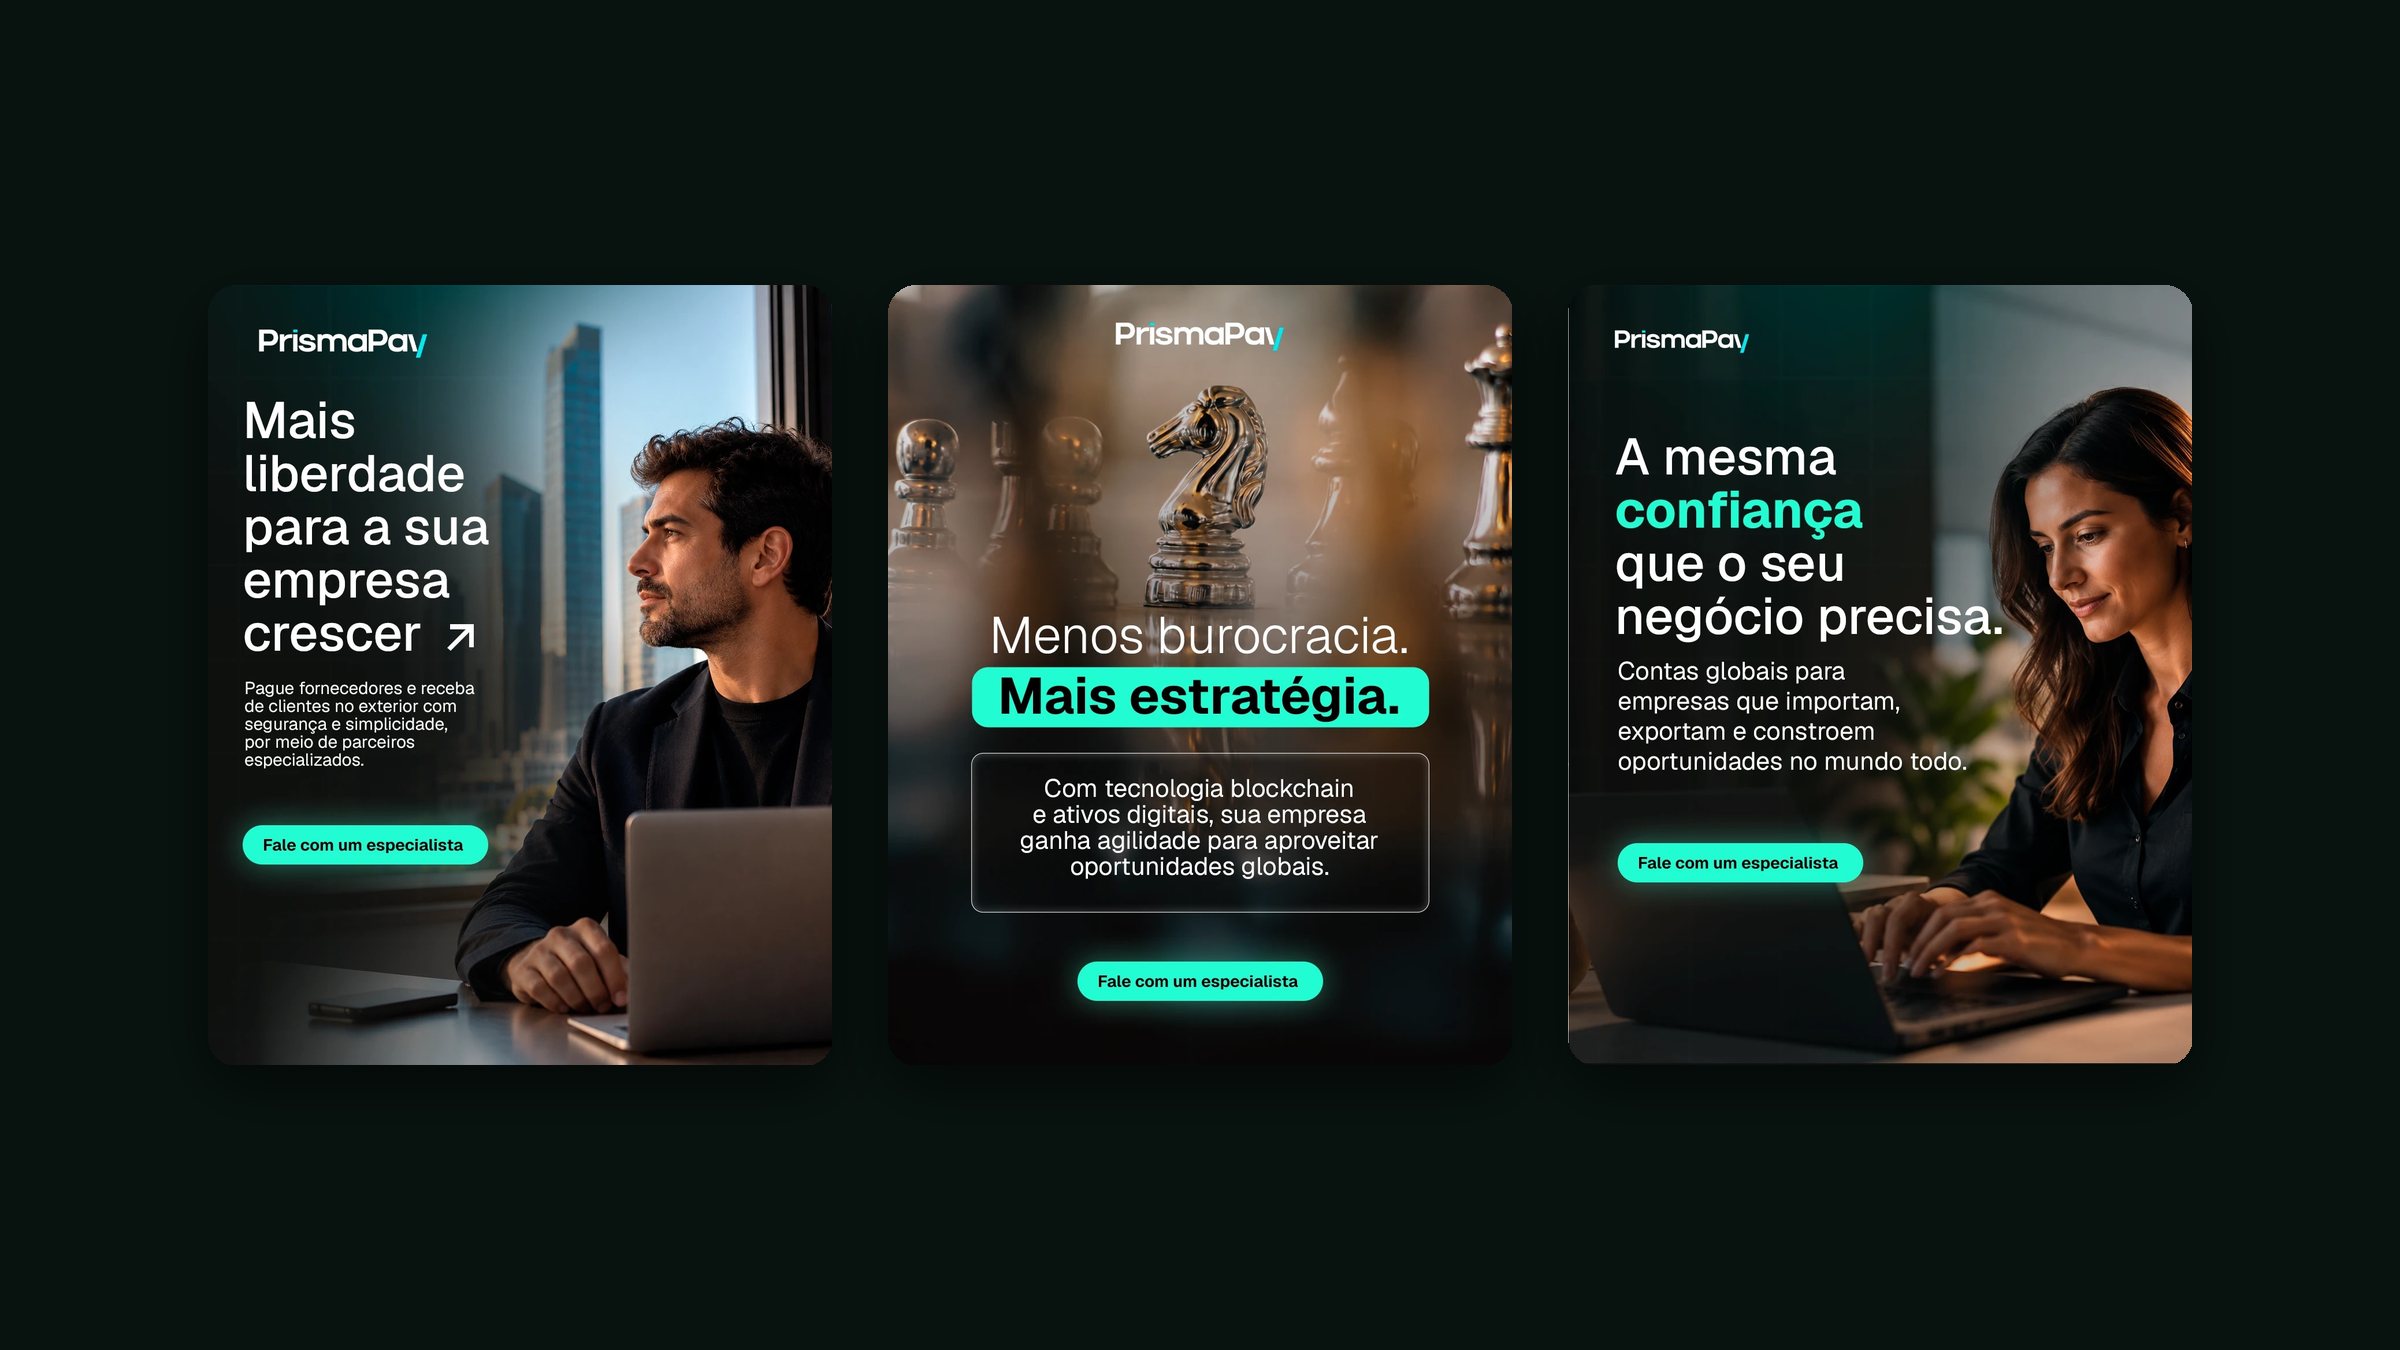 PrismaPay
Mais
liberdade
para a sua
empresa
crescer ↗
Pague fornecedores e receba
de clientes no exterior com
segurança e simplicidade,
por meio de parceiros
especializados.
Fale com um especialista
PrismaPay
Menos burocracia.
Mais estratégia.
Com tecnologia blockchain
e ativos digitais, sua empresa
ganha agilidade para aproveitar
oportunidades globais.
Fale com um especialista
PrismaPay
A mesma
confiança
que o seu
negócio precisa.
Contas globais para
empresas que importam,
exportam e constroem
oportunidades no mundo todo.
Fale com um especialista